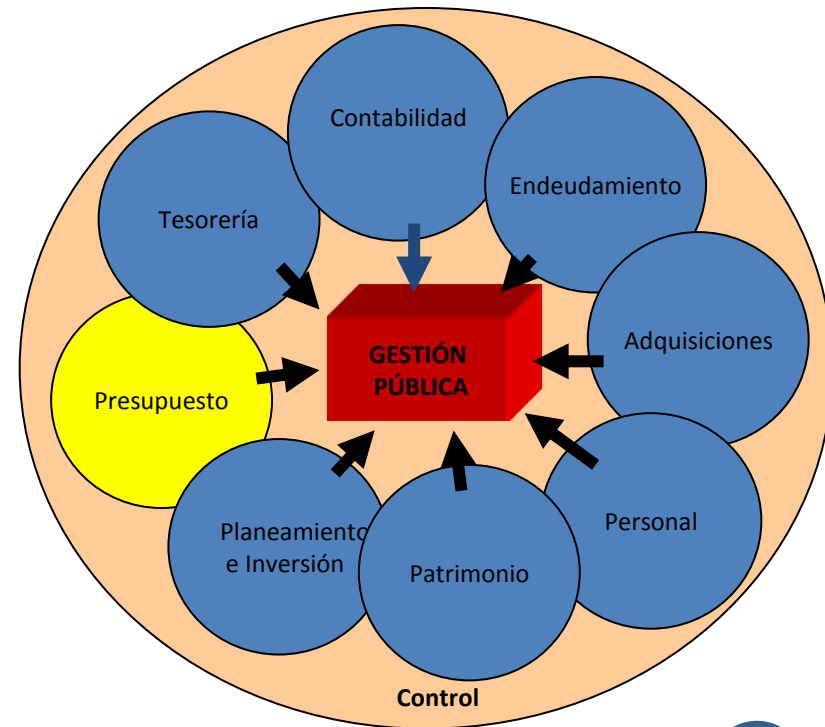 Contabilidad
Endeudamiento
Tesorería
Adquisiciones
GESTIÓN
PÚBLICA
Presupuesto
Personal
Planeamiento
e Inversión
Patrimonio
Control